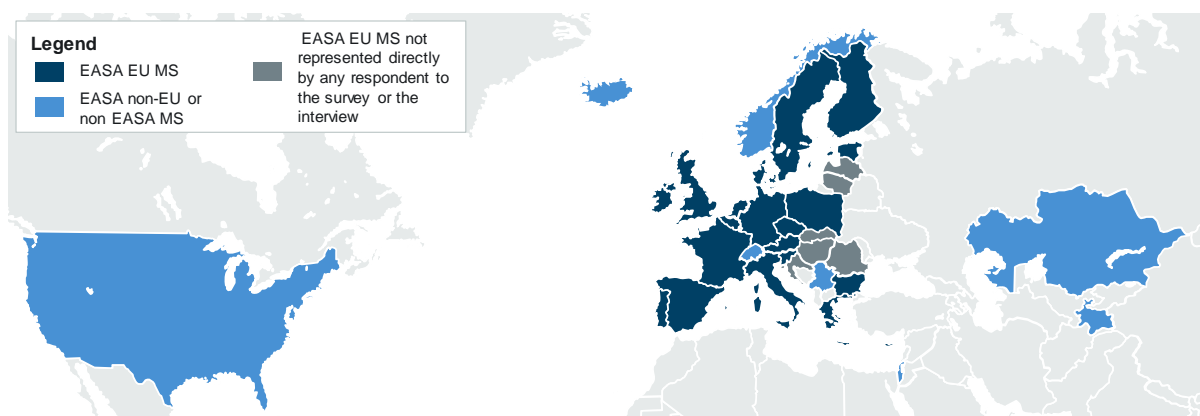 Legend
EASA EU MS
EASA non-EU or
non EASA MS
EASA EU MS not
represented directly
by any respondent to
the survey or the
interview